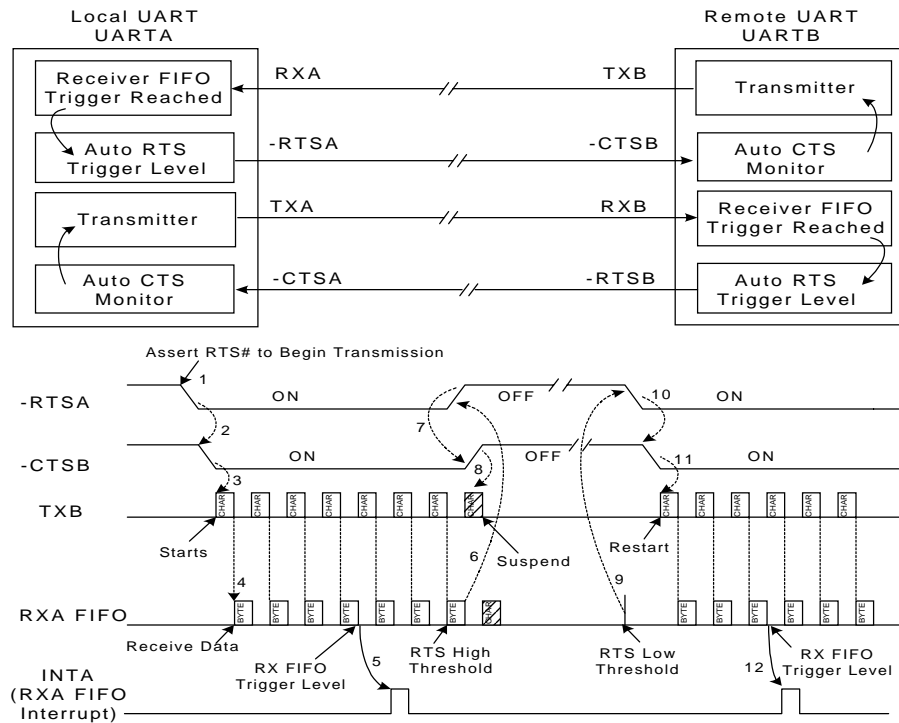 Local UART
UARTA
Remote UART
UARTB
Receiver FIFO
Trigger Reached
RXA
TXB
Transmitter
Auto RTS
Trigger Level
-RTSA
-CTSB
Auto CTS
Monitor
Transmitter
TXA
RXB
Receiver FIFO
Trigger Reached
Auto CTS
Monitor
-CTSA
-RTSB
Auto RTS
Trigger Level
Assert RTS# to Begin Transmission
-RTSA
1
ON
OFF
10
ON
2
7
-CTSB
ON
8
OFF
11
ON
3
TXB
CHAR CHAR CHAR CHAR CHAR CHAR CHAR CHAR
CHAR CHAR CHAR CHAR CHAR CHAR
Starts
6
Suspend
Restart
4
9
RXA FIFO
BYTE BYTE BYTE BYTE BYTE BYTE BYTE CHAR
BYTE BYTE BYTE BYTE BYTE BYTE
Receive Data
RX FIFO
Trigger Level
5
RTS High
Threshold
RTS Low
Threshold
12
RX FIFO
Trigger Level
INTA
(RXA FIFO
Interrupt)